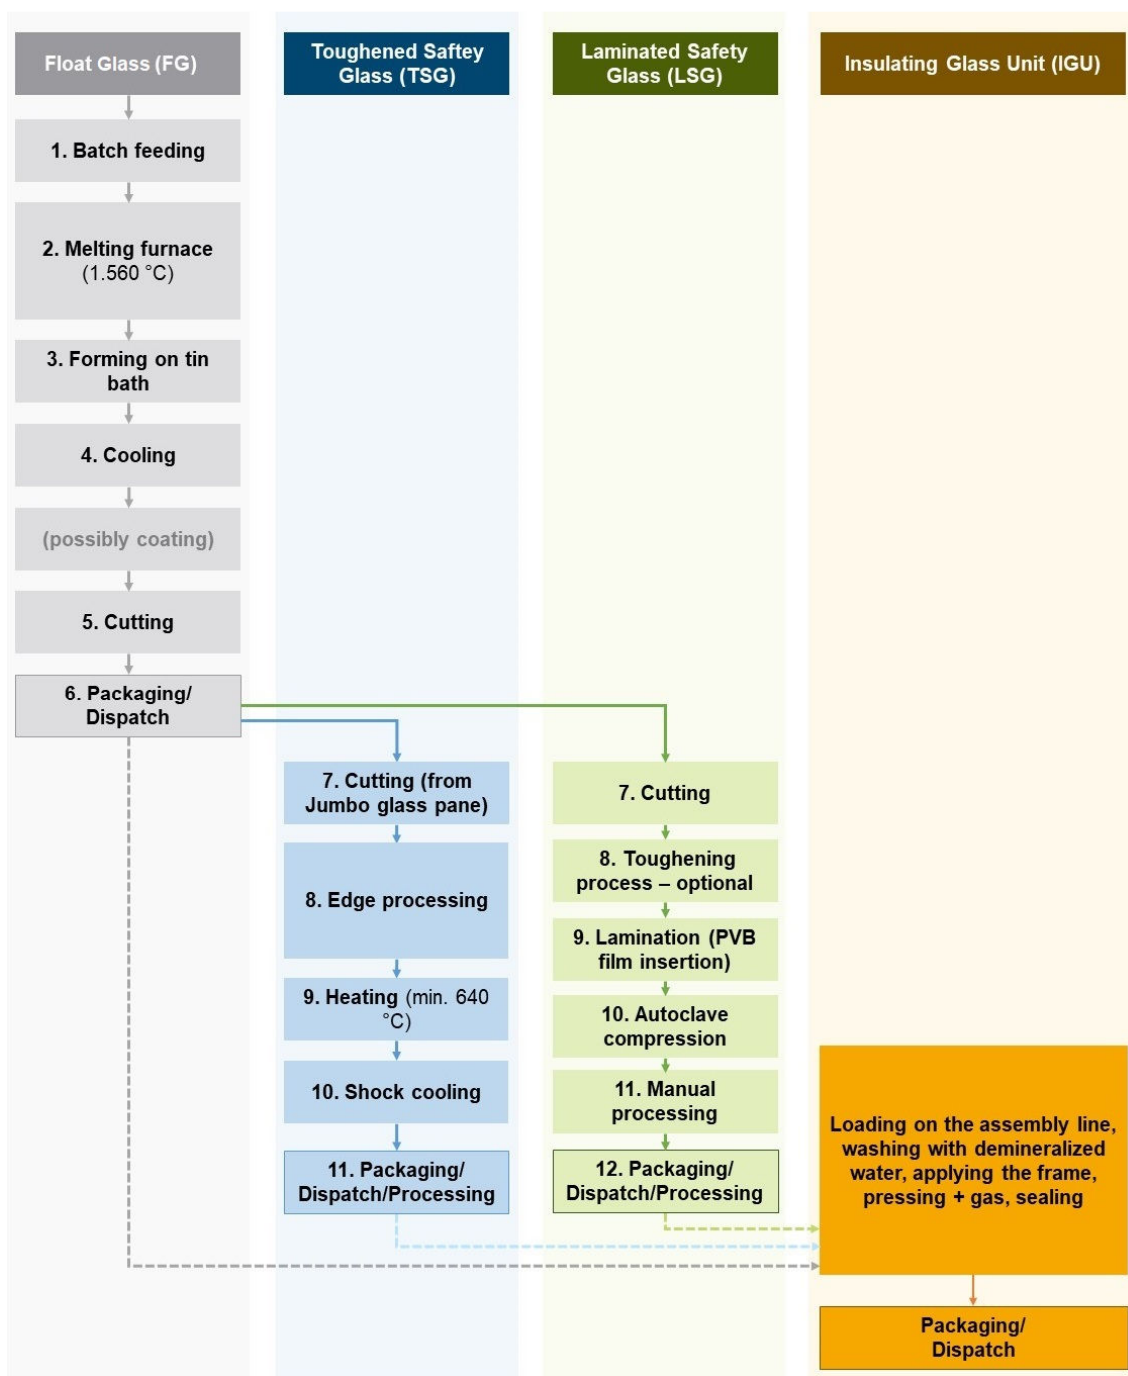 Float Glass (FG)
1. Batch feeding
2. Melting furnace
(1.560 °C)
3. Forming on tin
bath
4. Cooling
(possibly coating)
5. Cutting
6. Packaging/
Dispatch
Toughened Saftey
Glass (TSG)
7. Cutting (from
Jumbo glass pane)
8. Edge processing
9. Heating (min. 640
°C)
10. Shock cooling
11. Packaging/
Dispatch/Processing
Laminated Safety
Glass (LSG)
7. Cutting
8. Toughening
process – optional
9. Lamination (PVB
film insertion)
10. Autoclave
compression
11. Manual
processing
12. Packaging/
Dispatch/Processing
Insulating Glass Unit (IGU)
Loading on the assembly line,
washing with demineralized
water, applying the frame,
pressing + gas, sealing
Packaging/
Dispatch